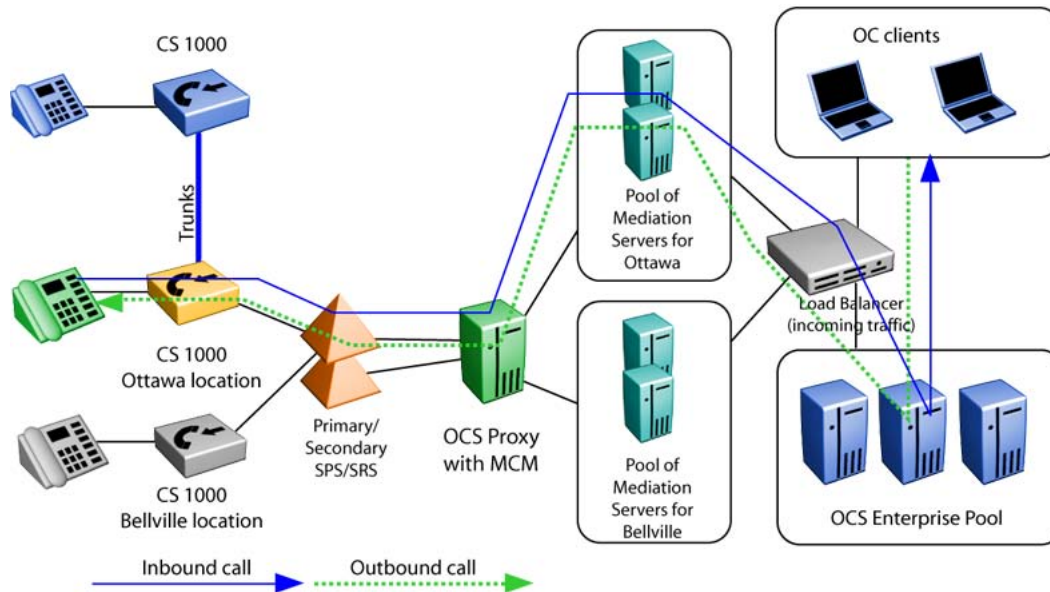 CS 1000
OC clients
Trunks
Pool of
Mediation
Servers for
Ottawa
Load Balancer
(incoming traffic)
CS 1000
Ottawa location
Primary/
Secondary
SPS/SRS
OCS Proxy
with MCM
Pool of
Mediation
Servers for
Bellville
CS 1000
Bellville location
OCS Enterprise Pool
Inbound call
Outbound call